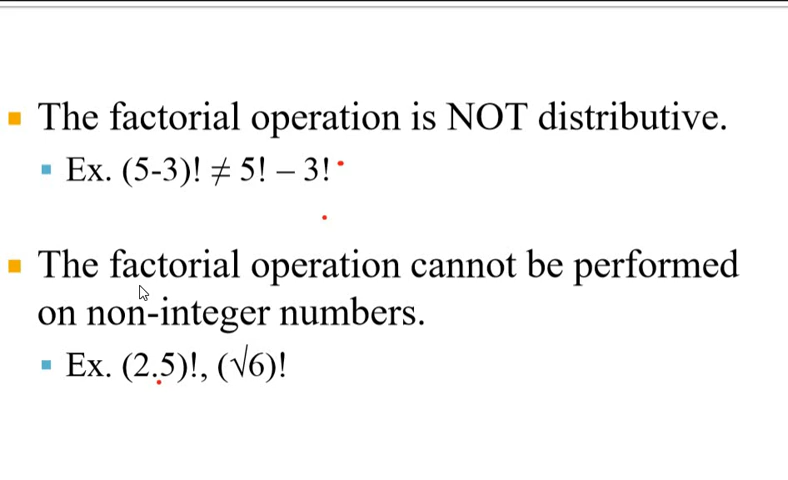 The factorial operation is NOT distributive.
Ex. (5-3)! ≠ 5! – 3!
The factorial operation cannot be performed
on non-integer numbers.
Ex. (2.5)!, (√6)!